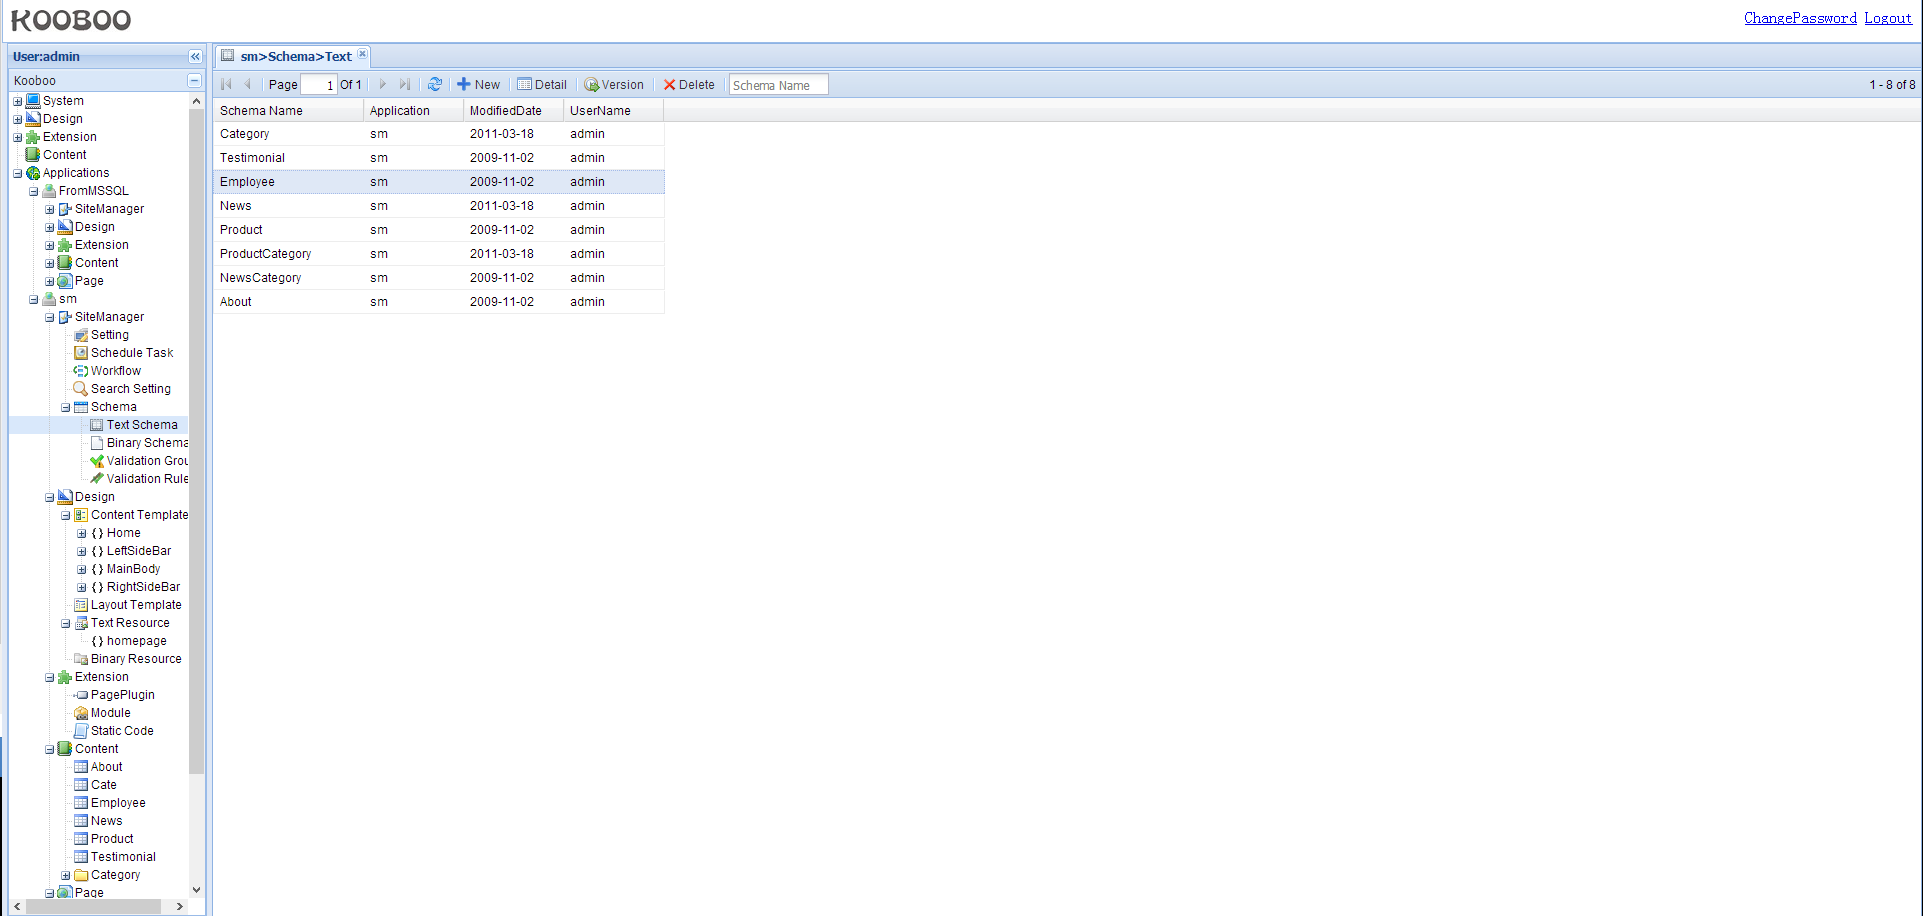 KOOBOO
ChangePassword Logout
User:admin
Kooboo
System
Design
Extension
Content
Applications
FromMSSQL
SiteManager
Design
Extension
Content
Page
sm
SiteManager
Setting
Schedule Task
Workflow
Search Setting
Schema
Text Schema
Binary Schema
Validation Grou
Validation Rule
Design
Content Template
{ } Home
{ } LeftSideBar
{ } MainBody
{ } RightSideBar
Layout Template
Text Resource
{ } homepage
Binary Resource
Extension
PagePlugin
Module
Static Code
Content
About
Cate
Employee
News
Product
Testimonial
Category
Page
sm>Schema>Text
Page 1 Of 1 New Detail Version Delete Schema Name 1 - 8 of 8
Schema Name Application ModifiedDate UserName
Category sm 2011-03-18 admin
Testimonial sm 2009-11-02 admin
Employee sm 2009-11-02 admin
News sm 2011-03-18 admin
Product sm 2009-11-02 admin
ProductCategory sm 2011-03-18 admin
NewsCategory sm 2009-11-02 admin
About sm 2009-11-02 admin